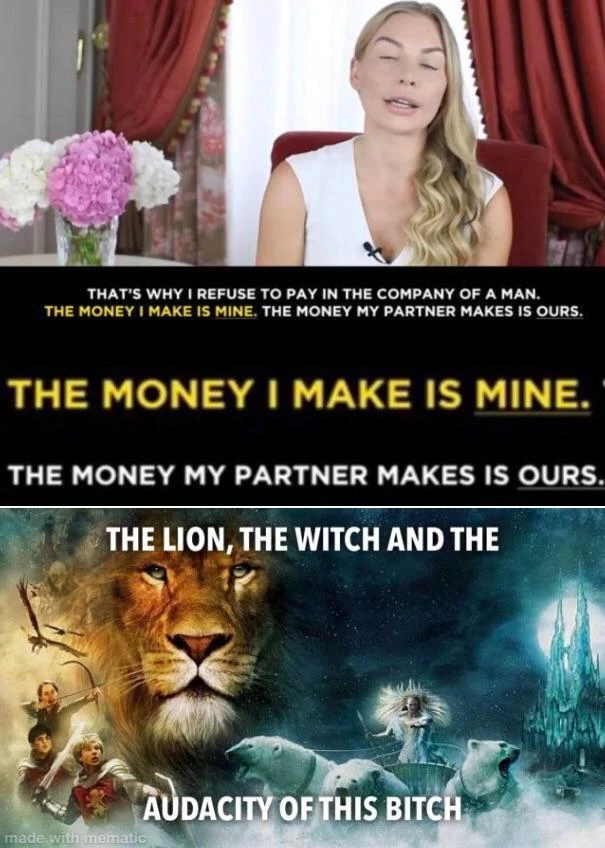 THAT'S WHY I REFUSE TO PAY IN THE COMPANY OF A MAN.
THE MONEY I MAKE IS MINE. THE MONEY MY PARTNER MAKES IS OURS.
THE MONEY I MAKE IS MINE.
THE MONEY MY PARTNER MAKES IS OURS.
THE LION, THE WITCH AND THE
AUDACITY OF THIS BITCH
made with mematic